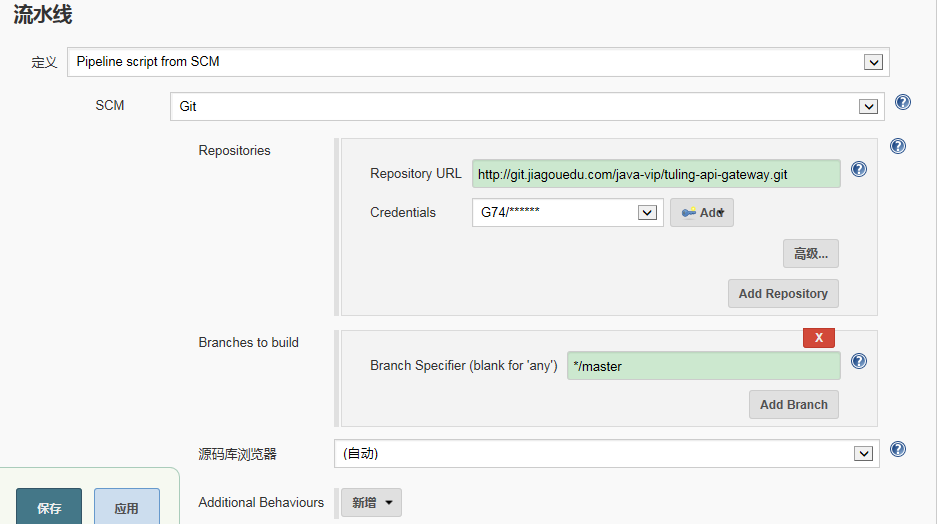 流水线
定义
Pipeline script from SCM
SCM
Git
Repositories
Repository URL
http://git.jiagouedu.com/java-vip/tuling-api-gateway.git
Credentials
G74/******
Add
高级...
Add Repository
Branches to build
X
Branch Specifier (blank for 'any')
*/master
Add Branch
源码库浏览器
(自动)
Additional Behaviours
新增
保存
应用